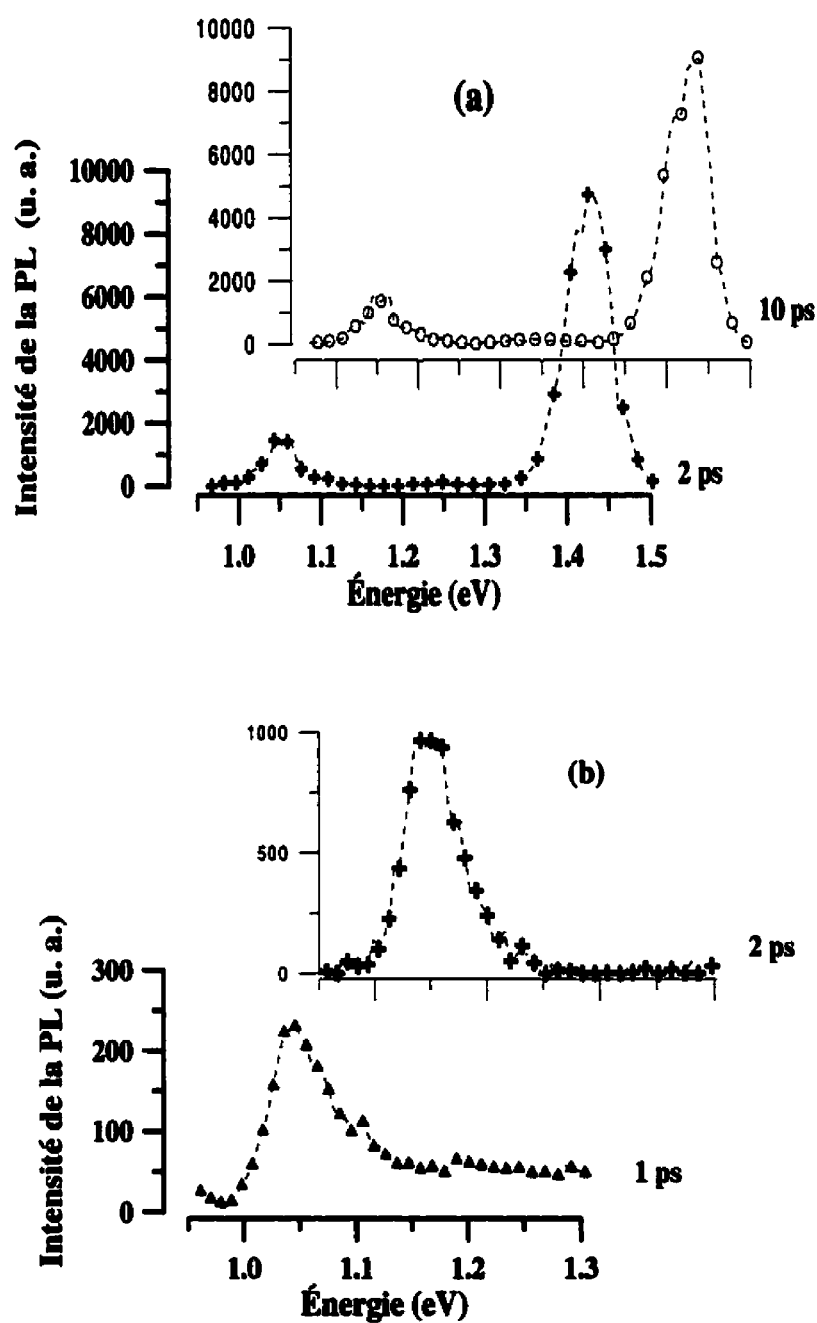 10000
(a)
8000
6000
4000
2000
0
10 ps
Intensité de la PL (u. a.)
10000
8000
6000
4000
2000
0
2 ps
1.0 1.1 1.2 1.3 1.4 1.5
Énergie (eV)
1000
(b)
500
0
2 ps
Intensité de la PL (u. a.)
300
200
100
0
1 ps
1.0 1.1 1.2 1.3
Énergie (eV)